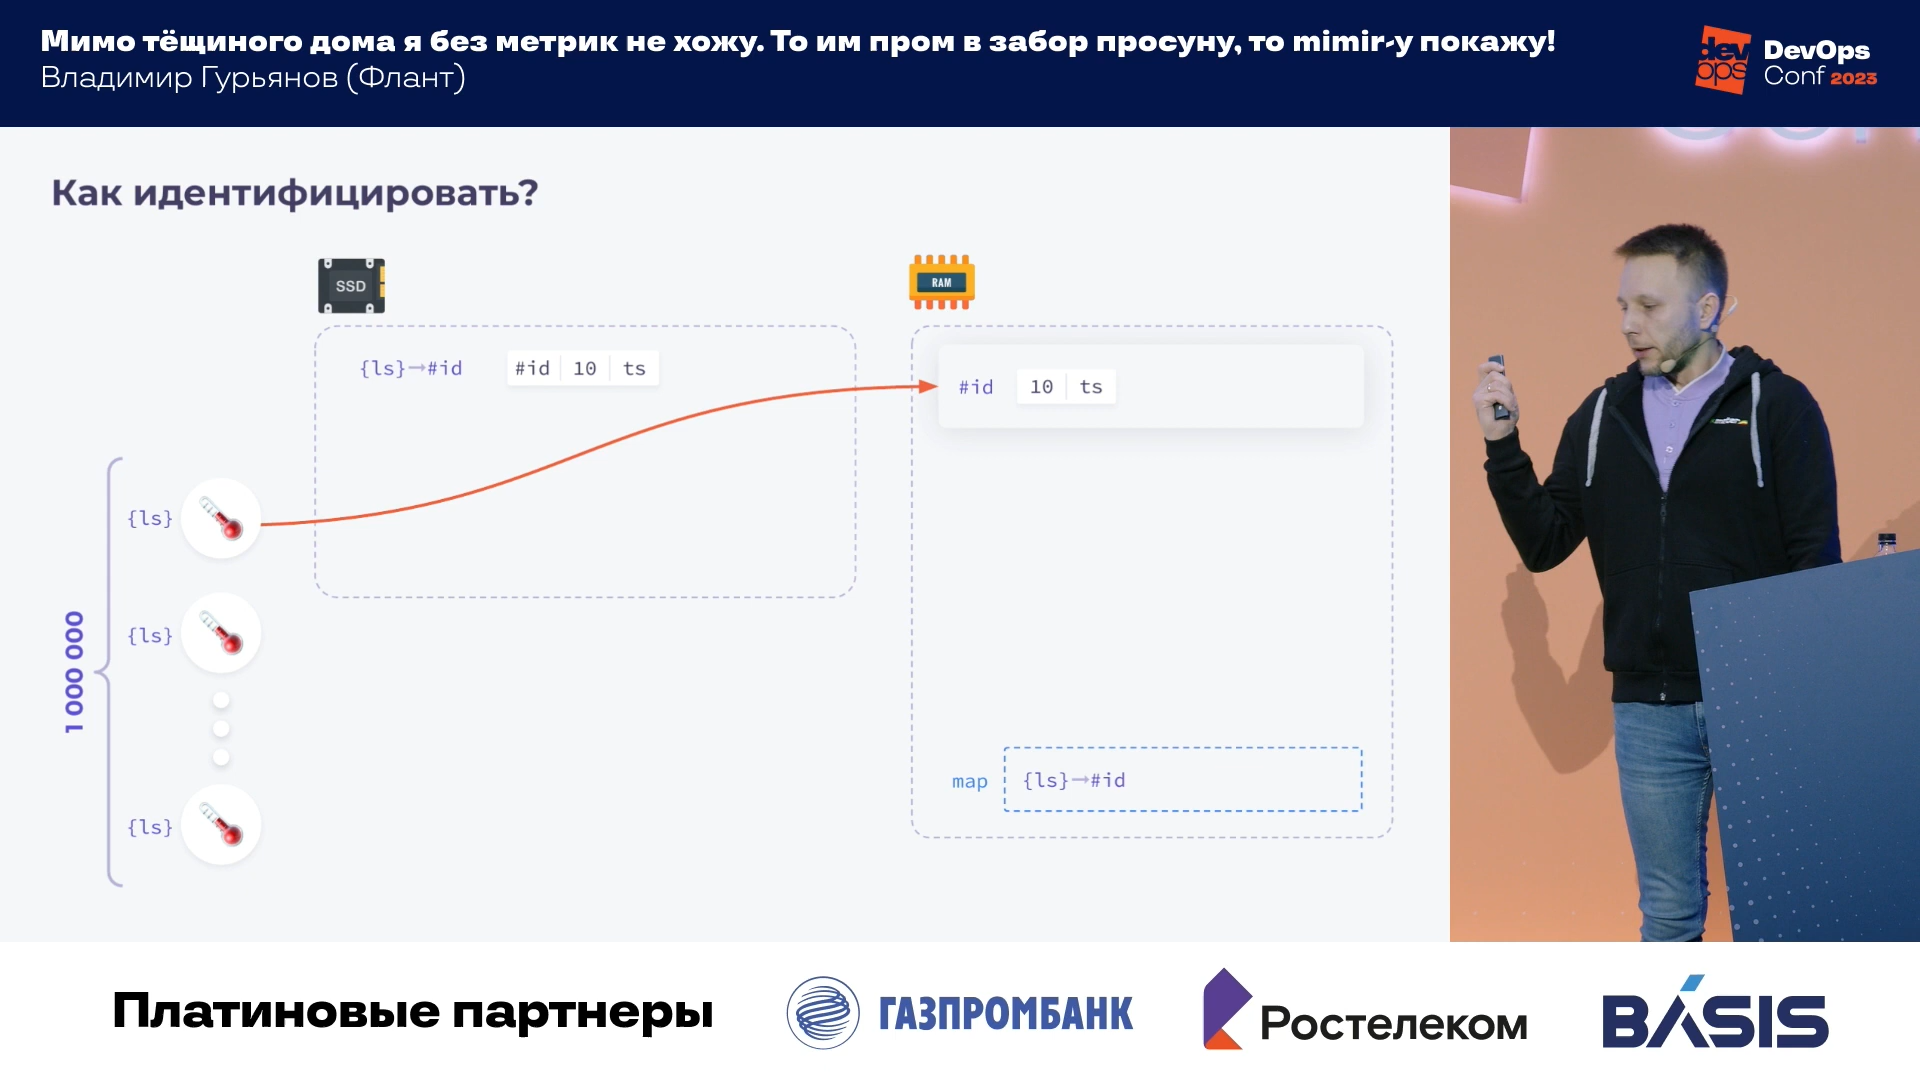 Мимо тёщиного дома я без метрик не хожу. То им пром в забор просуну, то mimir-у покажу!
Владимир Гурьянов (Флант)
dev
ops
DevOps
Conf 2023
Как идентифицировать?
SSD
RAM
{ls}→#id
#id 10 ts
#id 10 ts
{ls}
{ls}
{ls}
1 000 000
map
{ls}→#id
Платиновые партнеры
ГАЗПРОМБАНК
Ростелеком
BASIS